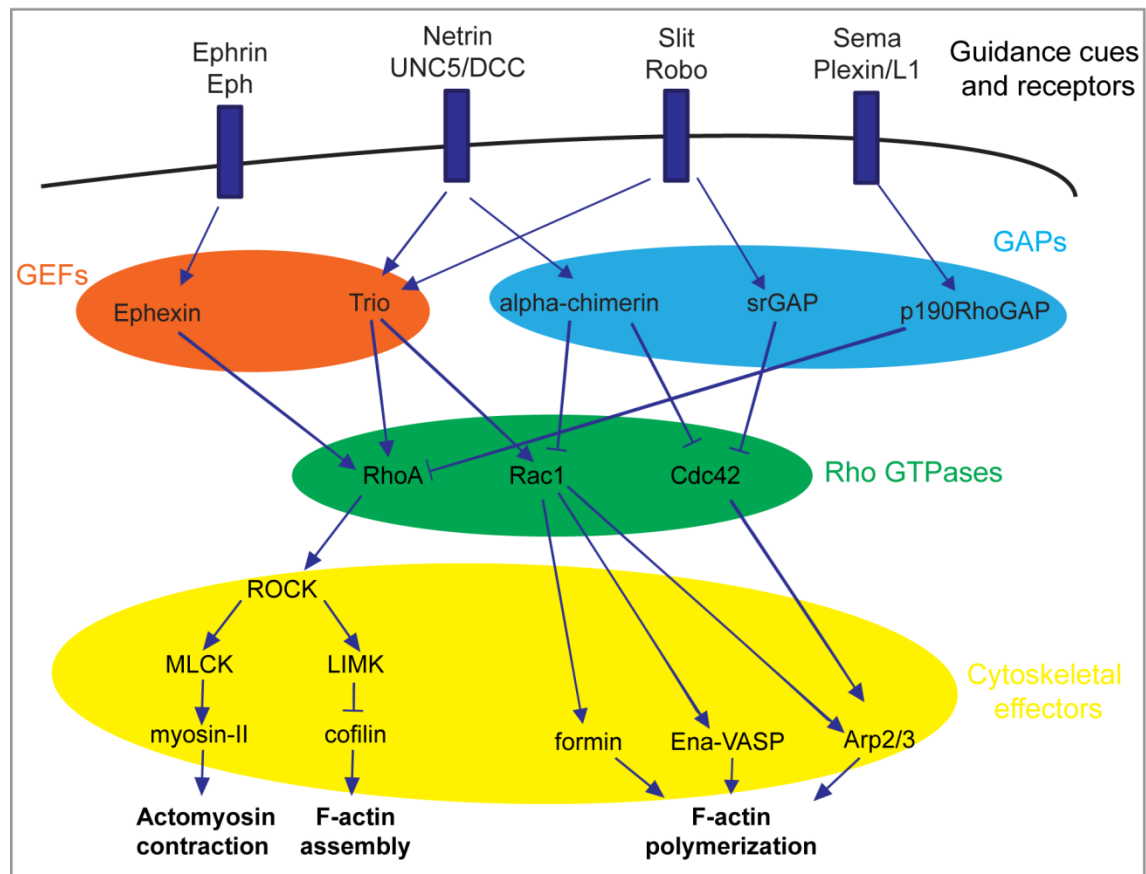 Ephrin
Eph
Netrin
UNC5/DCC
Slit
Robo
Sema
Plexin/L1
Guidance cues
and receptors
GEFs
GAPs
Ephexin
Trio
alpha-chimerin
srGAP
p190RhoGAP
RhoA
Rac1
Cdc42
Rho GTPases
ROCK
MLCK
LIMK
Cytoskeletal
effectors
myosin-II
cofilin
formin
Ena-VASP
Arp2/3
Actomyosin
contraction
F-actin
assembly
F-actin
polymerization